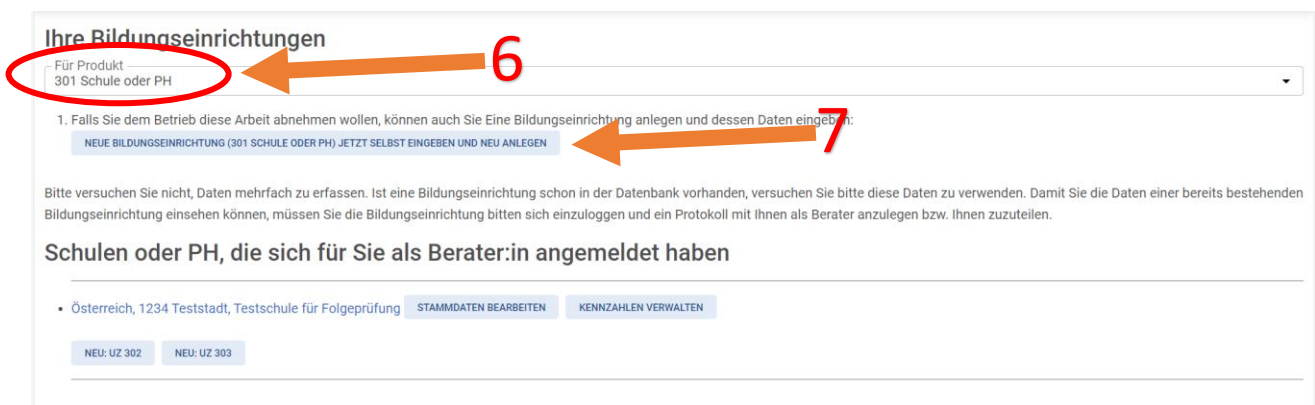 Ihre Bildungseinrichtungen
6
Für Produkt
301 Schule oder PH
1. Falls Sie dem Betrieb diese Arbeit abnehmen wollen, können auch Sie Eine Bildungseinrichtung anlegen und dessen Daten eingeben:
7
NEUE BILDUNGSEINRICHTUNG (301 SCHULE ODER PH) JETZT SELBST EINGEBEN UND NEU ANLEGEN
Bitte versuchen Sie nicht, Daten mehrfach zu erfassen. Ist eine Bildungseinrichtung schon in der Datenbank vorhanden, versuchen Sie bitte diese Daten zu verwenden. Damit Sie die Daten einer bereits bestehenden
Bildungseinrichtung einsehen können, müssen Sie die Bildungseinrichtung bitten sich einzuloggen und ein Protokoll mit Ihnen als Berater anzulegen bzw. Ihnen zuzuteilen.
Schulen oder PH, die sich für Sie als Berater:in angemeldet haben
• Österreich, 1234 Teststadt, Testschule für Folgeprüfung STAMMDATEN BEARBEITEN KENNZAHLEN VERWALTEN
NEU: UZ 302 NEU: UZ 303